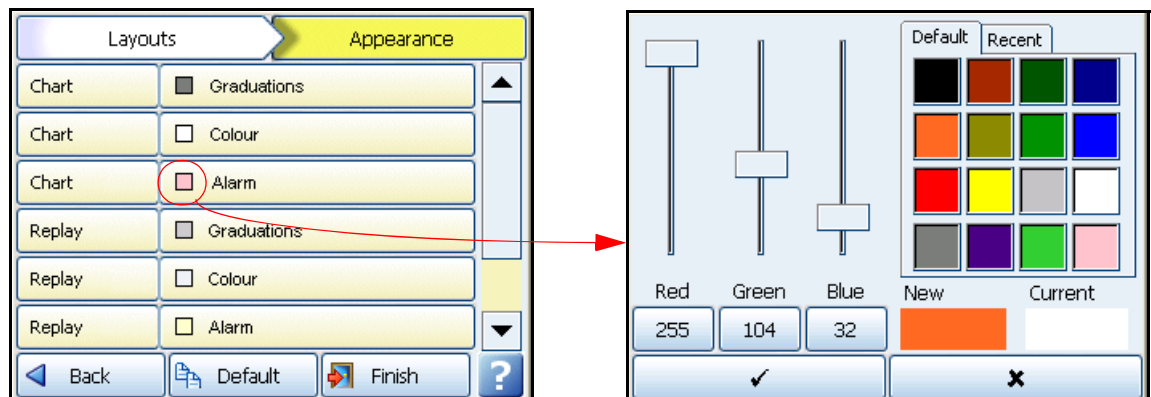 Layouts Appearance
Chart Graduations
Chart Colour
Chart Alarm
Replay Graduations
Replay Colour
Replay Alarm
Back Default Finish ?
Default Recent
Red Green Blue New Current
255 104 32